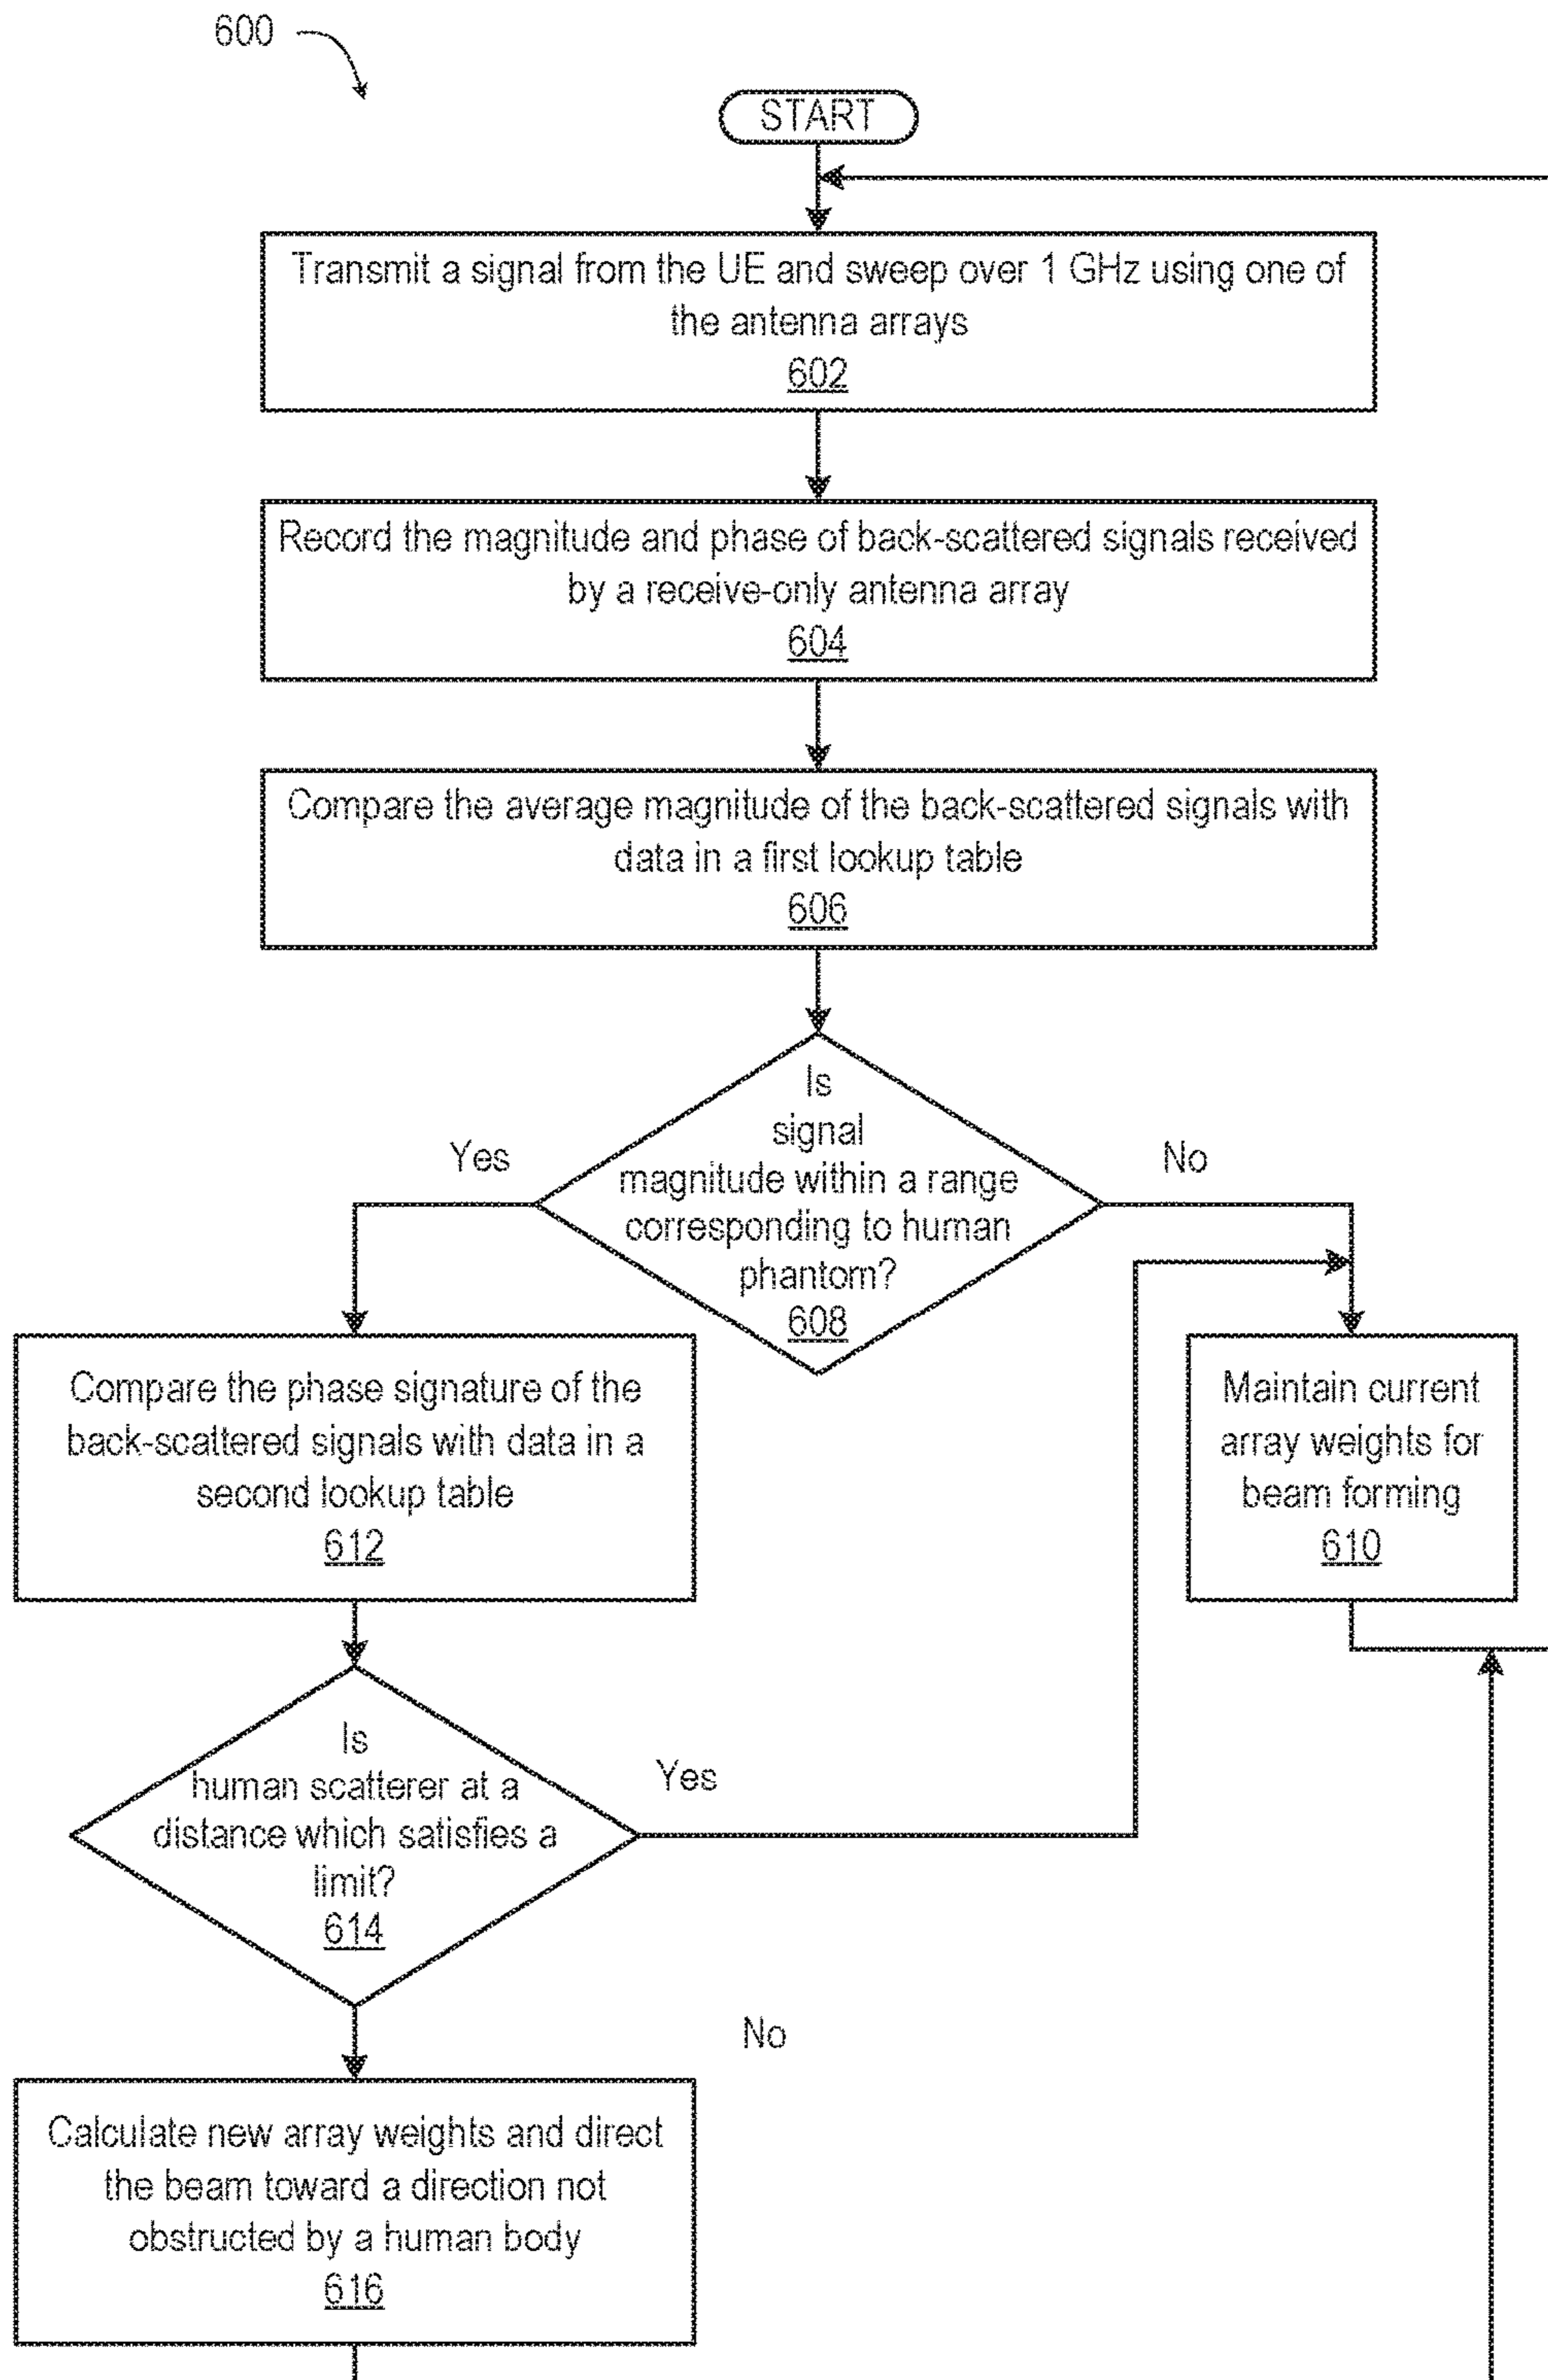 600
START
Transmit a signal from the UE and sweep over 1 GHz using one of
the antenna arrays
602
Record the magnitude and phase of back-scattered signals received
by a receive-only antenna array
604
Compare the average magnitude of the back-scattered signals with
data in a first lookup table
606
Is
signal
magnitude within a range
corresponding to human
phantom?
608
Yes
No
Compare the phase signature of the
back-scattered signals with data in a
second lookup table
612
Maintain current
array weights for
beam forming
610
Is
human scatterer at a
distance which satisfies a
limit?
614
Yes
No
Calculate new array weights and direct
the beam toward a direction not
obstructed by a human body
616